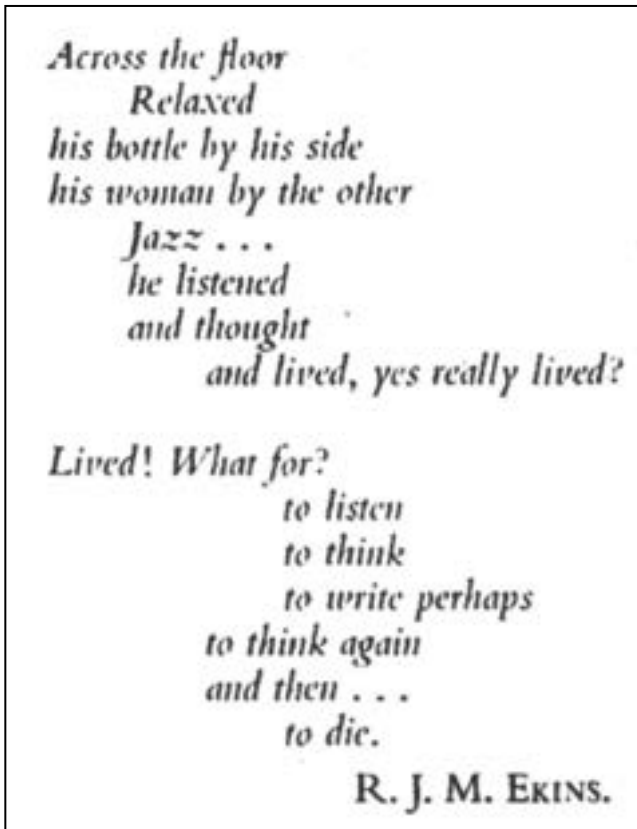 Across the floor
Relaxed
his bottle by his side
his woman by the other
Jazz . . .
he listened
and thought
and lived, yes really lived?
Lived! What for?
to listen
to think
to write perhaps
to think again
and then . . .
to die.
R. J. M. EKINS.